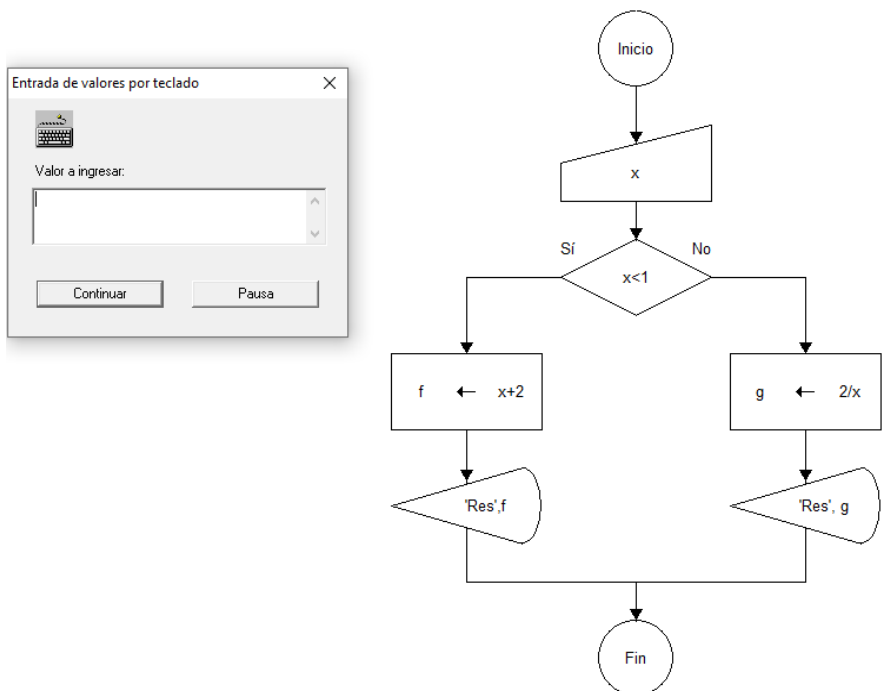 Entrada de valores por teclado
Valor a ingresar:
Continuar
Pausa
Inicio
x
Sí
No
x<1
f ← x+2
g ← 2/x
'Res',f
'Res', g
Fin